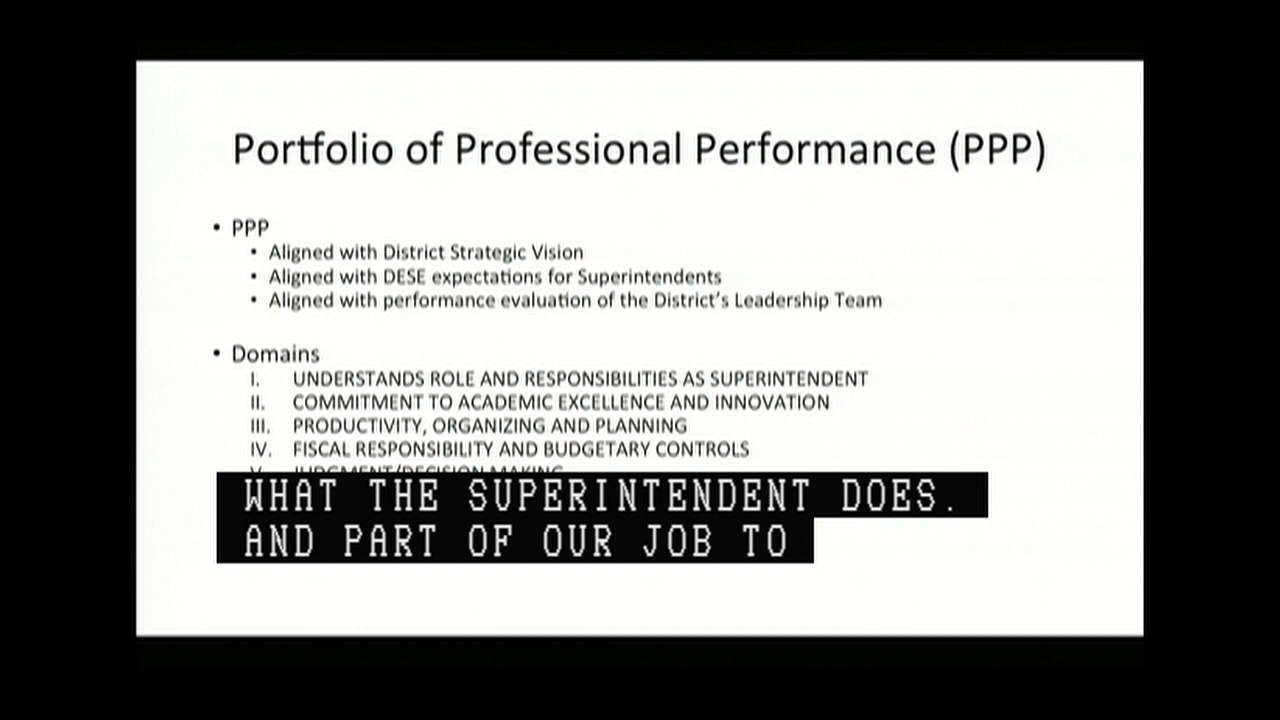 Portfolio of Professional Performance (PPP)
• PPP
• Aligned with District Strategic Vision
• Aligned with DESE expectations for Superintendents
• Aligned with performance evaluation of the District's Leadership Team
• Domains
I. UNDERSTANDS ROLE AND RESPONSIBILITIES AS SUPERINTENDENT
II. COMMITMENT TO ACADEMIC EXCELLENCE AND INNOVATION
III. PRODUCTIVITY, ORGANIZING AND PLANNING
IV. FISCAL RESPONSIBILITY AND BUDGETARY CONTROLS
V. JUDGMENT/DECISION MAKING
WHAT THE SUPERINTENDENT DOES.
AND PART OF OUR JOB TO